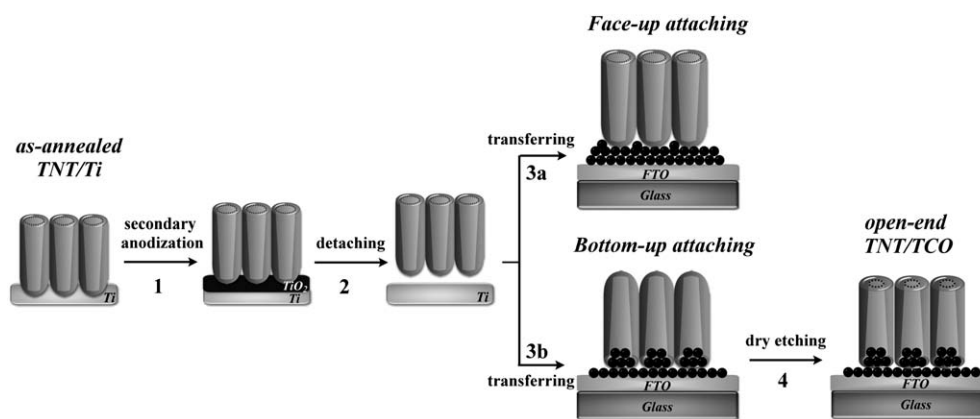 Face-up attaching
as-annealed
TNT/Ti
secondary
anodization
1
detaching
2
transferring
3a
3b
transferring
Ti
TiO2
Ti
Ti
FTO
Glass
Bottom-up attaching
FTO
Glass
dry etching
4
open-end
TNT/TCO
FTO
Glass